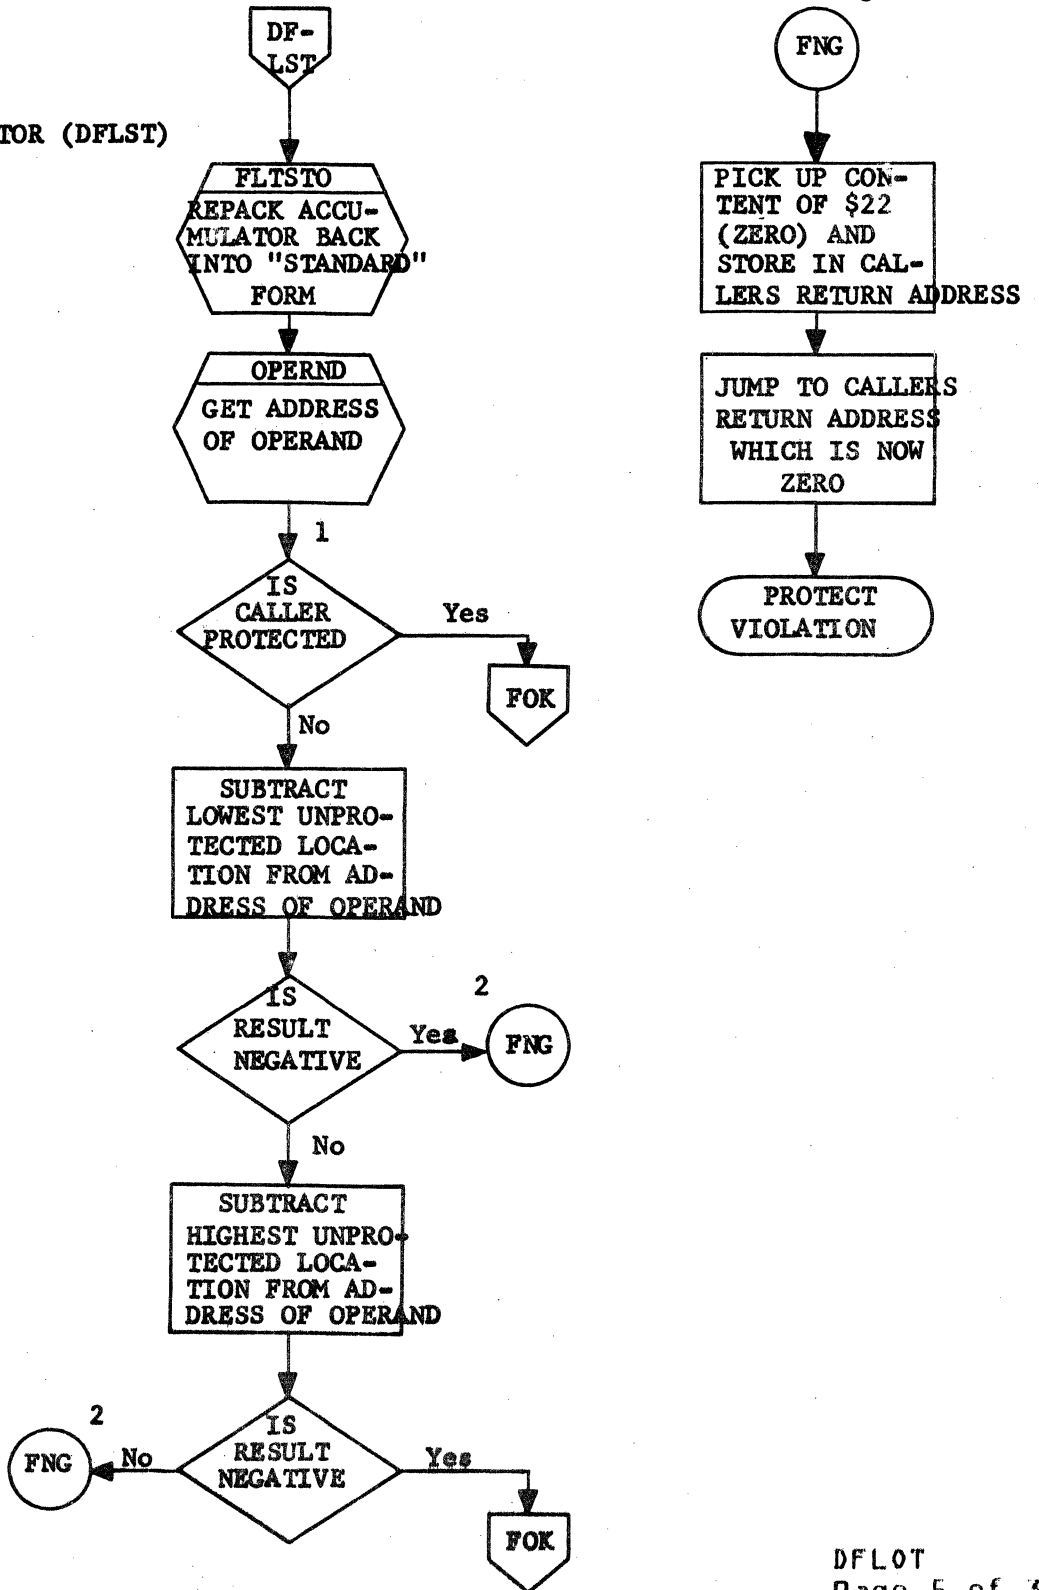 DF-
LST
TOR (DFLST)
FLTSTO
REPACK ACCU-
MULATOR BACK
INTO "STANDARD"
FORM
OPERND
GET ADDRESS
OF OPERAND
1
IS
CALLER
PROTECTED
Yes
FOK
No
SUBTRACT
LOWEST UNPRO-
TECTED LOCA-
TION FROM AD-
DRESS OF OPERAND
IS
RESULT
NEGATIVE
Yes
2
FNG
No
SUBTRACT
HIGHEST UNPRO-
TECTED LOCA-
TION FROM AD-
DRESS OF OPERAND
IS
RESULT
NEGATIVE
2
FNG
No
Yes
FOK
FNG
PICK UP CON-
TENT OF $22
(ZERO) AND
STORE IN CAL-
LERS RETURN ADDRESS
JUMP TO CALLERS
RETURN ADDRESS
WHICH IS NOW
ZERO
PROTECT
VIOLATION
DFLOT
Page 5 of